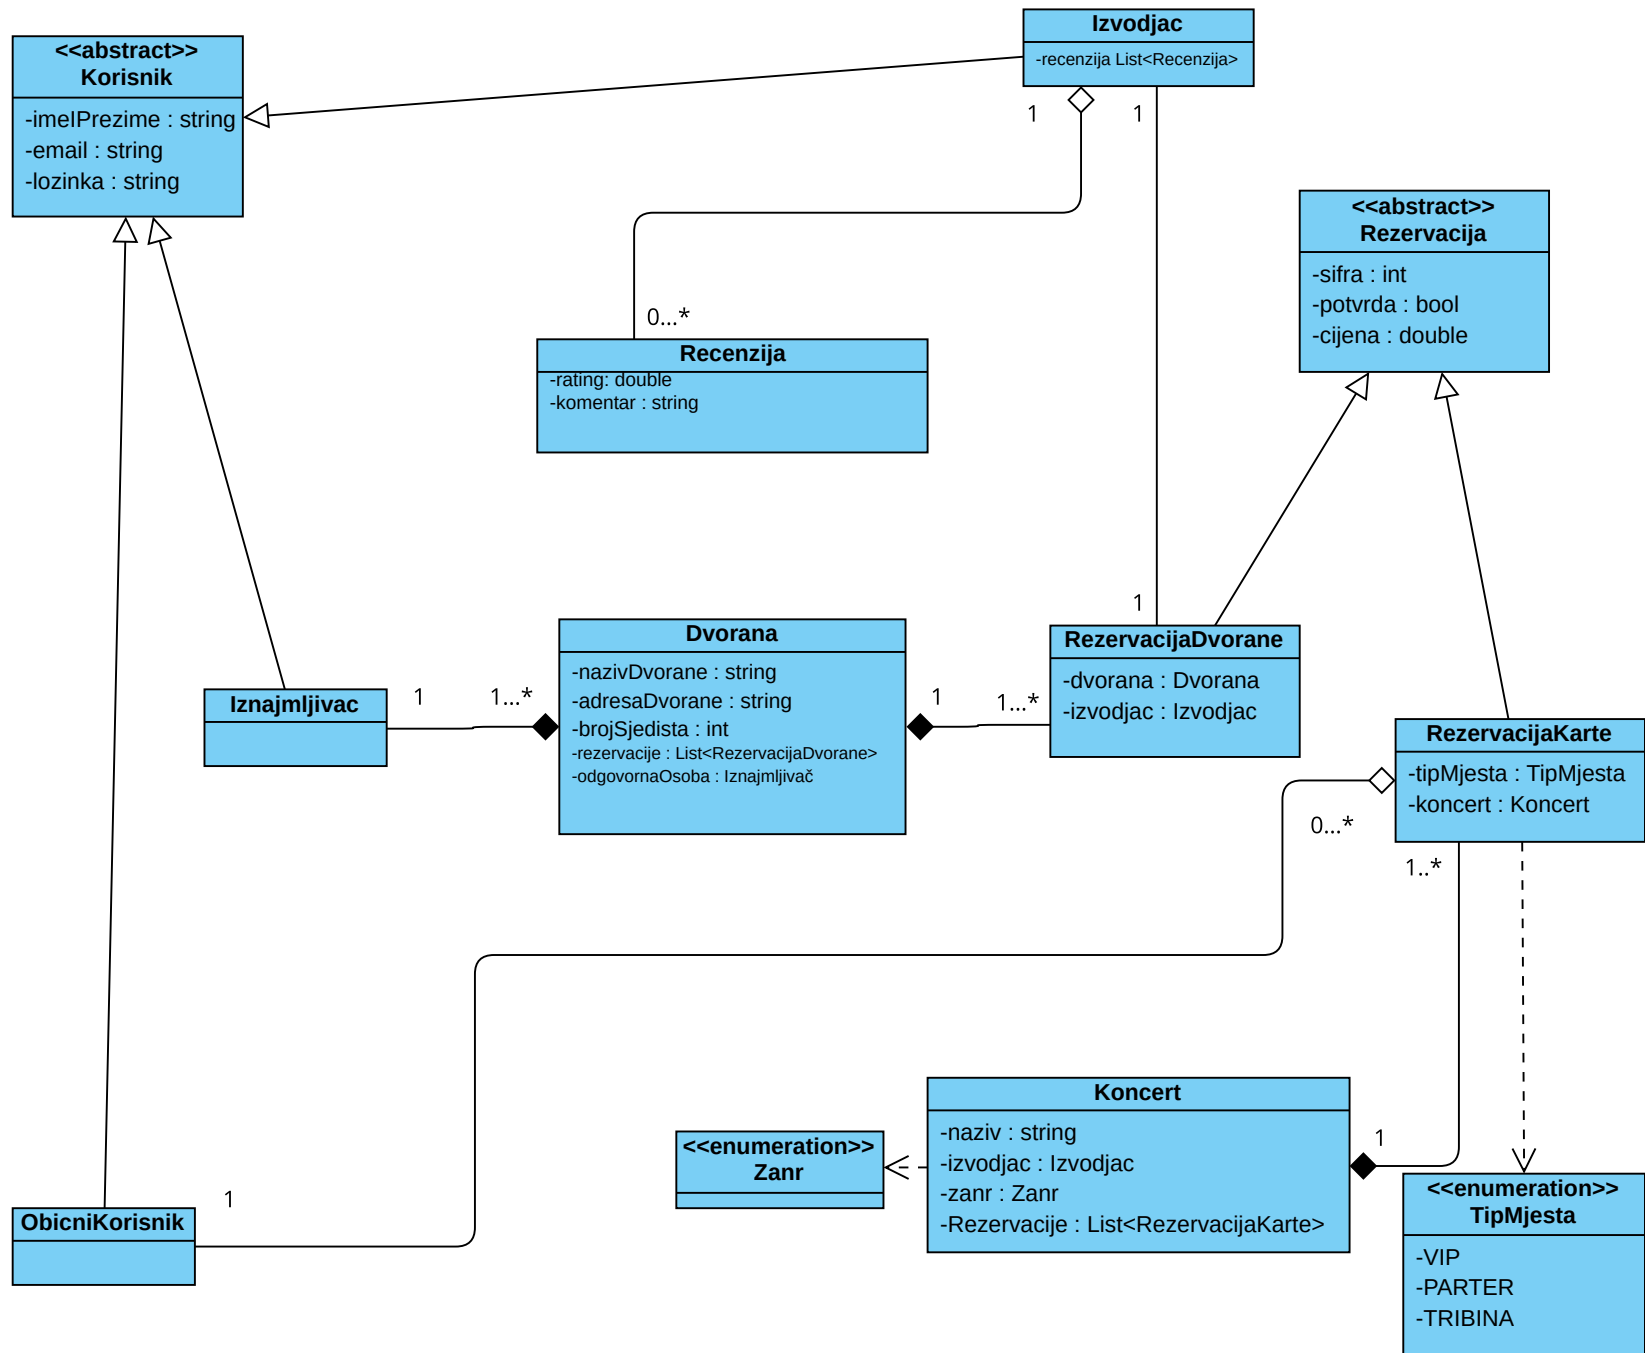 <<abstract>>
Korisnik
-imeIPrezime : string
-email : string
-lozinka : string
Izvodjac
-recenzija List<Recenzija>
1
1
<<abstract>>
Rezervacija
-sifra : int
-potvrda : bool
-cijena : double
0...*
Recenzija
-rating: double
-komentar : string
1
Iznajmljivac
1
1...*
Dvorana
-nazivDvorane : string
-adresaDvorane : string
-brojSjedista : int
-rezervacije : List<RezervacijaDvorane>
-odgovornaOsoba : Iznajmljivač
1
1...*
RezervacijaDvorane
-dvorana : Dvorana
-izvodjac : Izvodjac
RezervacijaKarte
-tipMjesta : TipMjesta
-koncert : Koncert
0...*
1..*
Koncert
-naziv : string
-izvodjac : Izvodjac
-zanr : Zanr
-Rezervacije : List<RezervacijaKarte>
1
<<enumeration>>
Zanr
<<enumeration>>
TipMjesta
-VIP
-PARTER
-TRIBINA
ObicniKorisnik
1